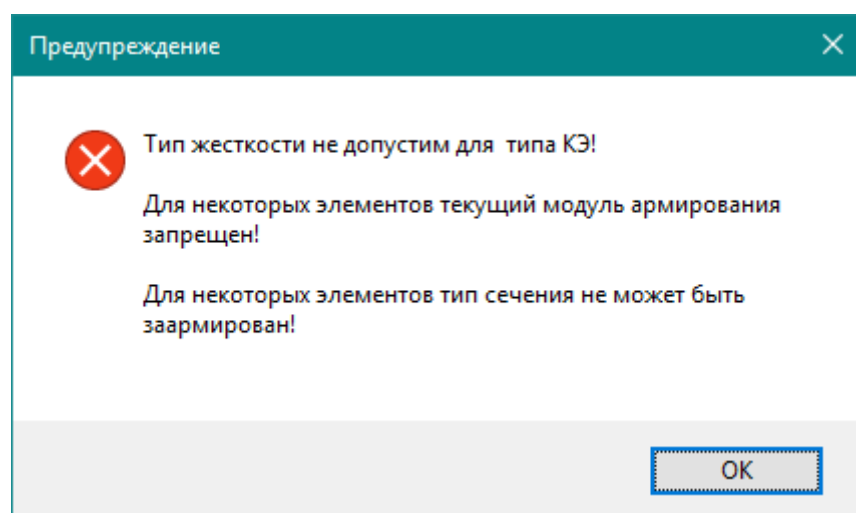 Предупреждение
Тип жесткости не допустим для  типа КЭ!
Для некоторых элементов текущий модуль армирования
запрещен!
Для некоторых элементов тип сечения не может быть
заармирован!
ОК